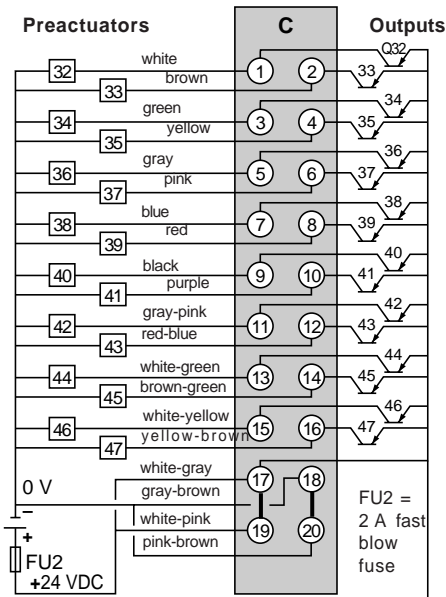 Preactuators C Outputs
white Q32
32 brown 1 2 33
33
green 34
34 yellow 3 4 35
35
gray 36
36 pink 5 6 37
37
blue 38
38 red 7 8 39
39
black 40
40 purple 9 10 41
41
gray-pink 42
42 red-blue 11 12 43
43
white-green 44
44 brown-green 13 14 45
45
white-yellow 46
46 yellow-brown 15 16 47
47
white-gray 17 18
0 V gray-brown FU2 =
– white-pink 19 20 2 A fast
+ pink-brown blow
FU2 fuse
+24 VDC